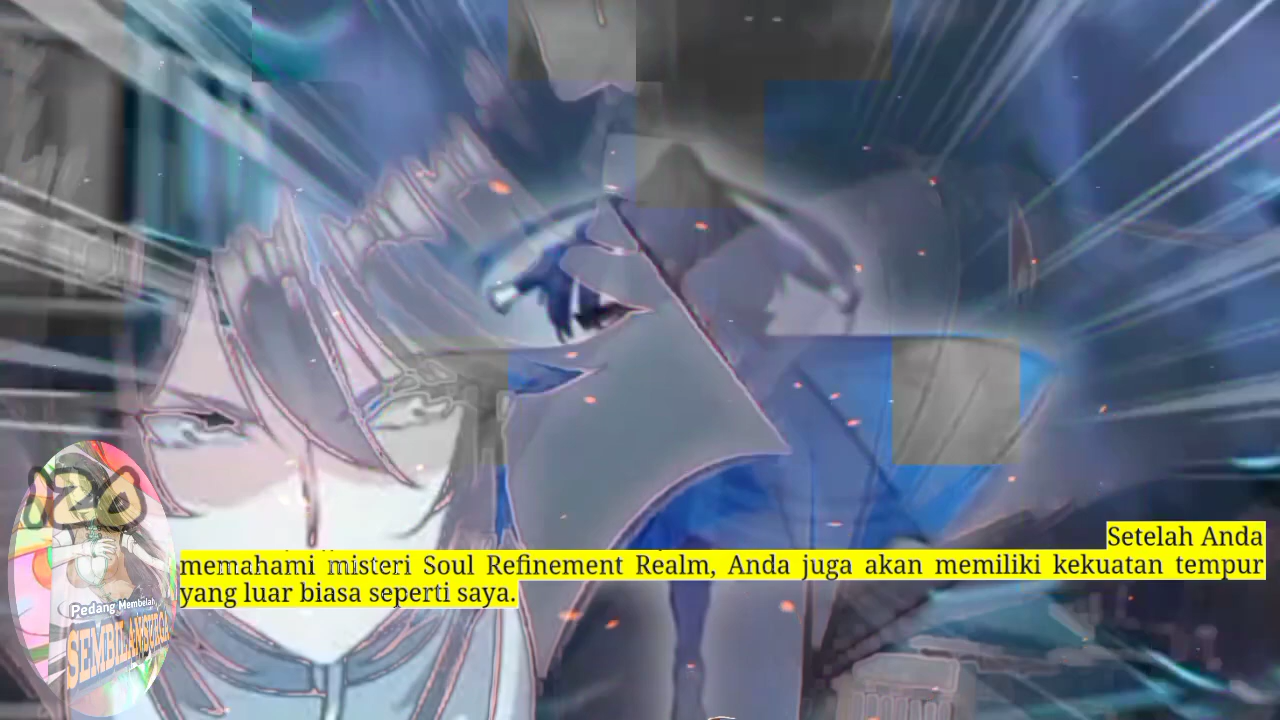 126
Pedang Membelah
SEMBILAN SURGA
Setelah Anda
memahami misteri Soul Refinement Realm, Anda juga akan memiliki kekuatan tempur
yang luar biasa seperti saya.